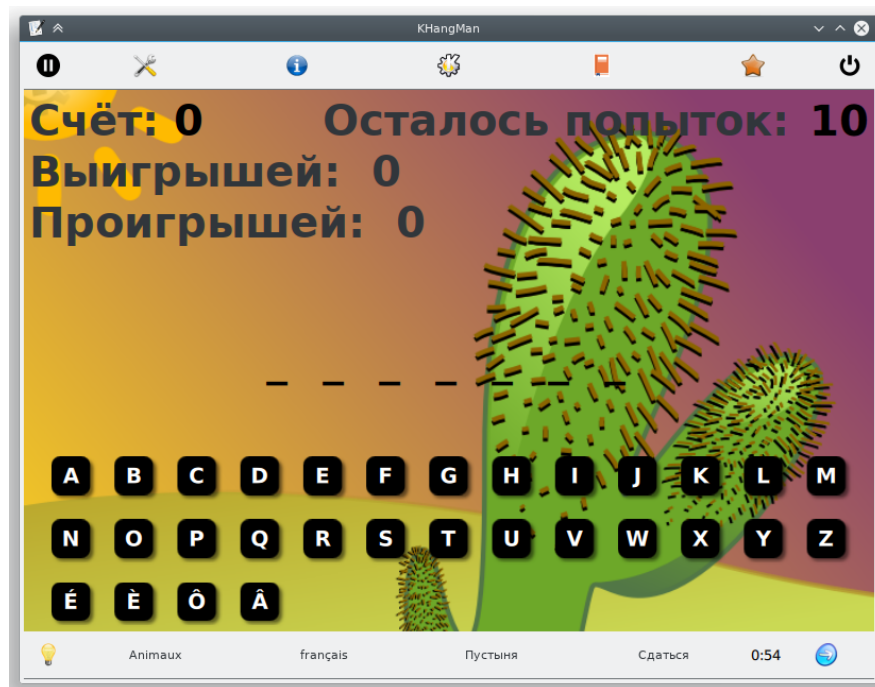 KHangMan
Счёт: 0 Осталось попыток: 10
Выигрышей: 0
Проигрышей: 0
_ _ _ _ _ _ _
A B C D E F G H I J K L M
N O P Q R S T U V W X Y Z
É È Ô Â
Animaux français Пустыня Сдаться 0:54